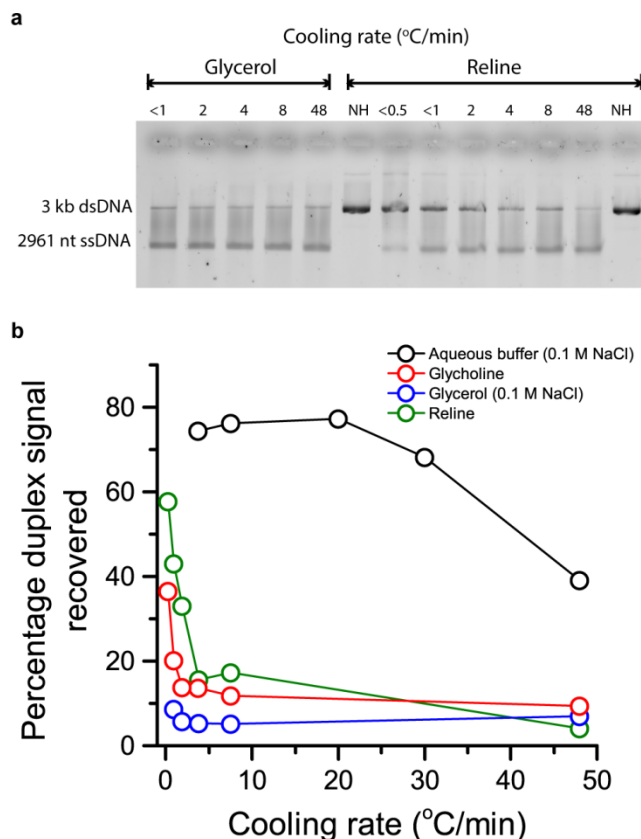 a
Cooling rate (°C/min)
Glycerol Reline
<1 2 4 8 48 NH <0.5 <1 2 4 8 48 NH
3 kb dsDNA
2961 nt ssDNA
b
Aqueous buffer (0.1 M NaCl)
Glycholine
Glycerol (0.1 M NaCl)
Reline
80
60
40
20
0
Percentage duplex signal
recovered
0 10 20 30 40 50
Cooling rate (°C/min)